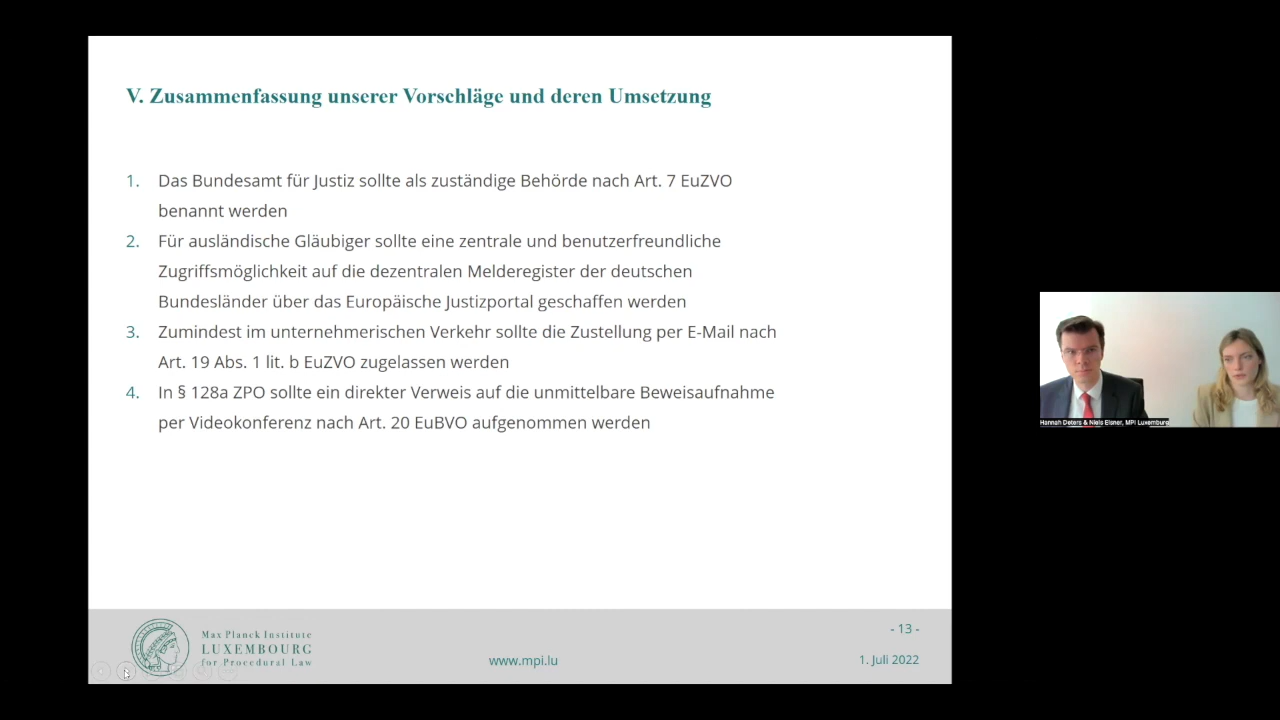 V. Zusammenfassung unserer Vorschläge und deren Umsetzung
1. Das Bundesamt für Justiz sollte als zuständige Behörde nach Art. 7 EuZVO
benannt werden
2. Für ausländische Gläubiger sollte eine zentrale und benutzerfreundliche
Zugriffsmöglichkeit auf die dezentralen Melderegister der deutschen
Bundesländer über das Europäische Justizportal geschaffen werden
3. Zumindest im unternehmerischen Verkehr sollte die Zustellung per E-Mail nach
Art. 19 Abs. 1 lit. b EuZVO zugelassen werden
4. In § 128a ZPO sollte ein direkter Verweis auf die unmittelbare Beweisaufnahme
per Videokonferenz nach Art. 20 EuBVO aufgenommen werden
Hannah Deters & Niels Elsner, MPI Luxemburg
Max Planck Institute
LUXEMBOURG
for Procedural Law
www.mpi.lu
- 13 -
1. Juli 2022